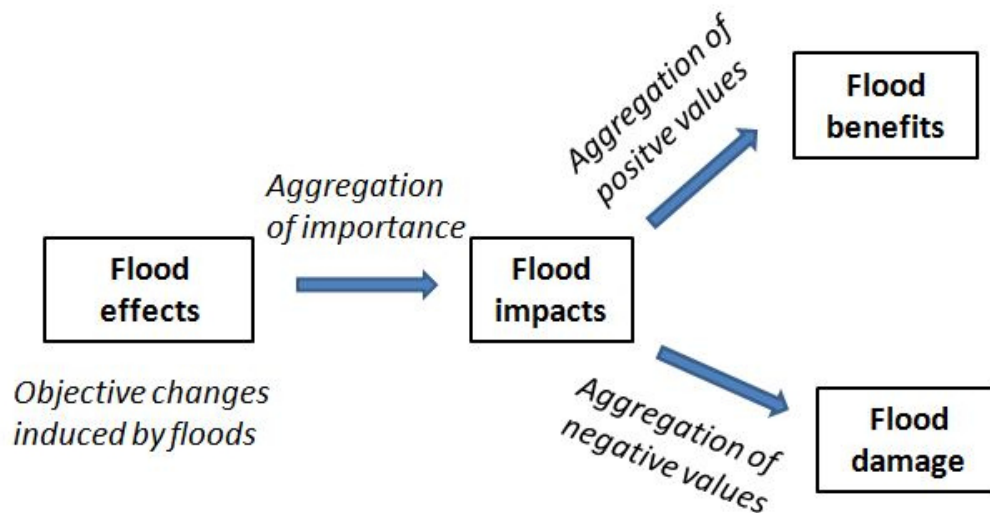 Flood
effects
Objective changes
induced by floods
Aggregation
of importance
Flood
impacts
Aggregation of
positve values
Flood
benefits
Aggregation of
negative values
Flood
damage